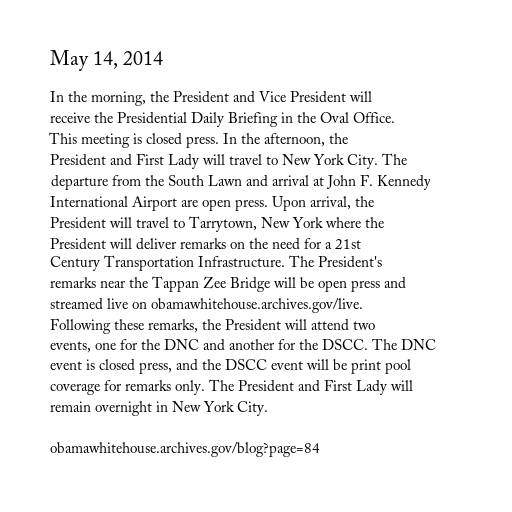 May 14, 2014
In the morning, the President and Vice President will
receive the Presidential Daily Briefing in the Oval Office.
This meeting is closed press. In the afternoon, the
President and First Lady will travel to New York City. The
departure from the South Lawn and arrival at John F. Kennedy
International Airport are open press. Upon arrival, the
President will travel to Tarrytown, New York where the
President will deliver remarks on the need for a 21st
Century Transportation Infrastructure. The President's
remarks near the Tappan Zee Bridge will be open press and
streamed live on obamawhitehouse.archives.gov/live.
Following these remarks, the President will attend two
events, one for the DNC and another for the DSCC. The DNC
event is closed press, and the DSCC event will be print pool
coverage for remarks only. The President and First Lady will
remain overnight in New York City.
obamawhitehouse.archives.gov/blog?page=84